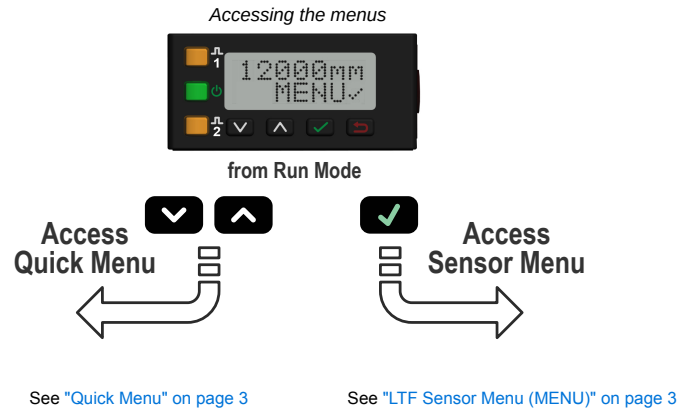 Accessing the menus
1
12000mm
MENU✓
2
from Run Mode
Access
Quick Menu
Access
Sensor Menu
See "Quick Menu" on page 3
See "LTF Sensor Menu (MENU)" on page 3